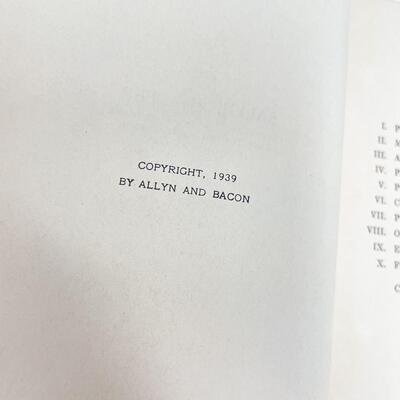 COPYRIGHT, 1939
BY ALLYN AND BACON
I. P
II. M
III. A
IV. P
V. P
VI. C
VII. P
VIII. O
IX. E
X. F
C